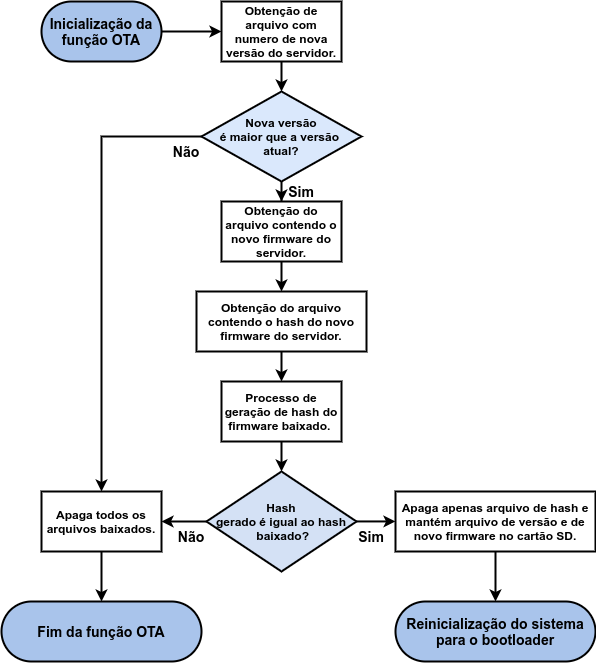 Inicialização da
função OTA
Obtenção de
arquivo com
numero de nova
versão do servidor.
Nova versão
é maior que a versão
atual?
Não
Sim
Obtenção do
arquivo contendo o
novo firmware do
servidor.
Obtenção do arquivo
contendo o hash do novo
firmware do servidor.
Processo de
geração de hash do
firmware baixado.
Hash
gerado é igual ao hash
baixado?
Não
Sim
Apaga todos os
arquivos baixados.
Apaga apenas arquivo de hash e
mantém arquivo de versão e de
novo firmware no cartão SD.
Fim da função OTA
Reinicialização do sistema
para o bootloader